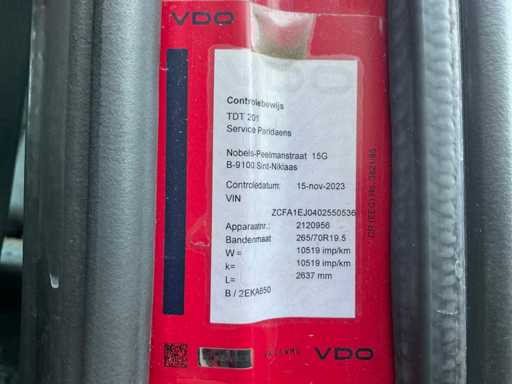 VDO
VDO
Controlebewijs
TDT 201
Service Paridaens
Nobels-Peelmanstraat 15G
B-9100 Sint-Niklaas
Controledatum: 15-nov-2023
VIN
ZCFA1EJ0402550536
Apparaatnr.: 2120956
Bandenmaat 265/70R19.5
W= 10519 imp/km
k= 10519 imp/km
L= 2637 mm
B / 2EKA650
VDO